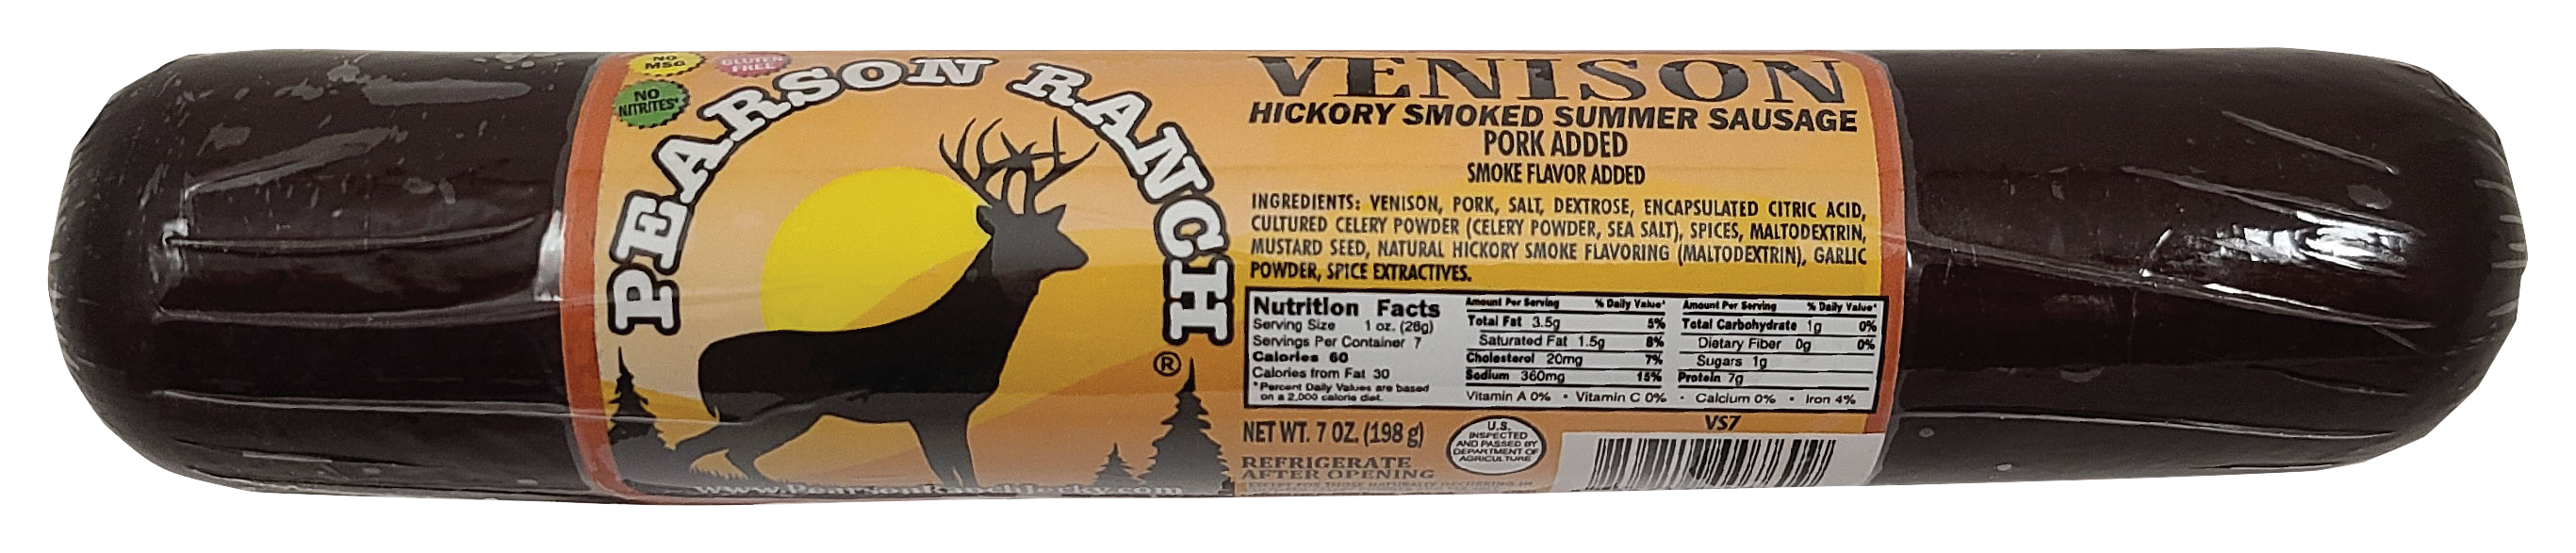 NO
MSG
GLUTEN
FREE
NO
NITRITES*
PEARSON RANCH
®
www.PearsonRanchJerky.com
VENISON
HICKORY SMOKED SUMMER SAUSAGE
PORK ADDED
SMOKE FLAVOR ADDED
INGREDIENTS: VENISON, PORK, SALT, DEXTROSE, ENCAPSULATED CITRIC ACID,
CULTURED CELERY POWDER (CELERY POWDER, SEA SALT), SPICES, MALTODEXTRIN,
MUSTARD SEED, NATURAL HICKORY SMOKE FLAVORING (MALTODEXTRIN), GARLIC
POWDER, SPICE EXTRACTIVES.
Nutrition Facts
Serving Size 1 oz. (28g)
Servings Per Container 7
Calories 60
Calories from Fat 30
*Percent Daily Values are based
on a 2,000 calorie diet.
Amount Per Serving % Daily Value*
Total Fat 3.5g 5%
Saturated Fat 1.5g 8%
Cholesterol 20mg 7%
Sodium 360mg 15%
Amount Per Serving % Daily Value*
Total Carbohydrate 1g 0%
Dietary Fiber 0g 0%
Sugars 1g
Protein 7g
Vitamin A 0% • Vitamin C 0% • Calcium 0% • Iron 4%
VS7
NET WT. 7 OZ. (198 g)
U.S.
INSPECTED
AND PASSED BY
DEPARTMENT OF
AGRICULTURE
REFRIGERATE
AFTER OPENING
EXCEPT FOR THOSE NATURALLY OCCURRING IN